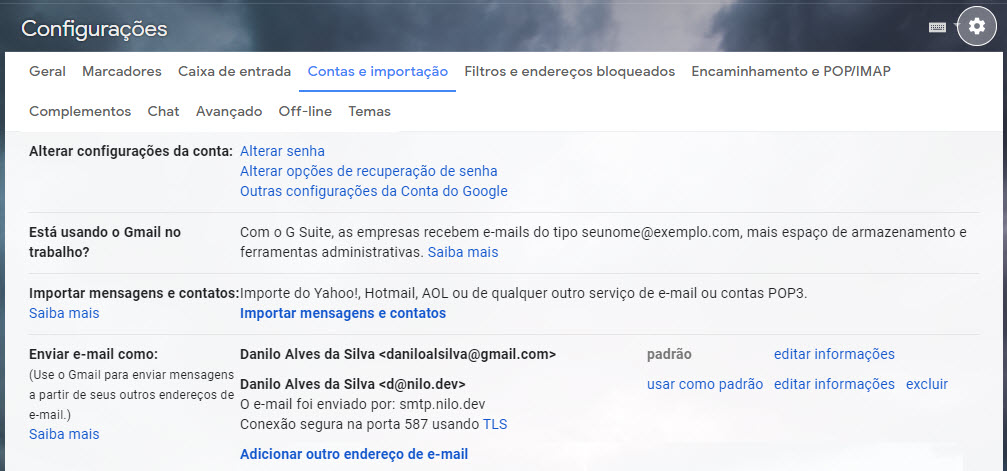 Configurações
Geral Marcadores Caixa de entrada Contas e importação Filtros e endereços bloqueados Encaminhamento e POP/IMAP
Complementos Chat Avançado Off-line Temas
Alterar configurações da conta: Alterar senha
Alterar opções de recuperação de senha
Outras configurações da Conta do Google
Está usando o Gmail no trabalho?
Com o G Suite, as empresas recebem e-mails do tipo seunome@exemplo.com, mais espaço de armazenamento e
ferramentas administrativas. Saiba mais
Importar mensagens e contatos: Importe do Yahoo!, Hotmail, AOL ou de qualquer outro serviço de e-mail ou contas POP3.
Saiba mais Importar mensagens e contatos
Enviar e-mail como:
(Use o Gmail para enviar mensagens
a partir de seus outros endereços de
e-mail.)
Saiba mais
Danilo Alves da Silva <daniloalsilva@gmail.com> padrão editar informações
Danilo Alves da Silva <d@nilo.dev> usar como padrão editar informações excluir
O e-mail foi enviado por: smtp.nilo.dev
Conexão segura na porta 587 usando TLS
Adicionar outro endereço de e-mail